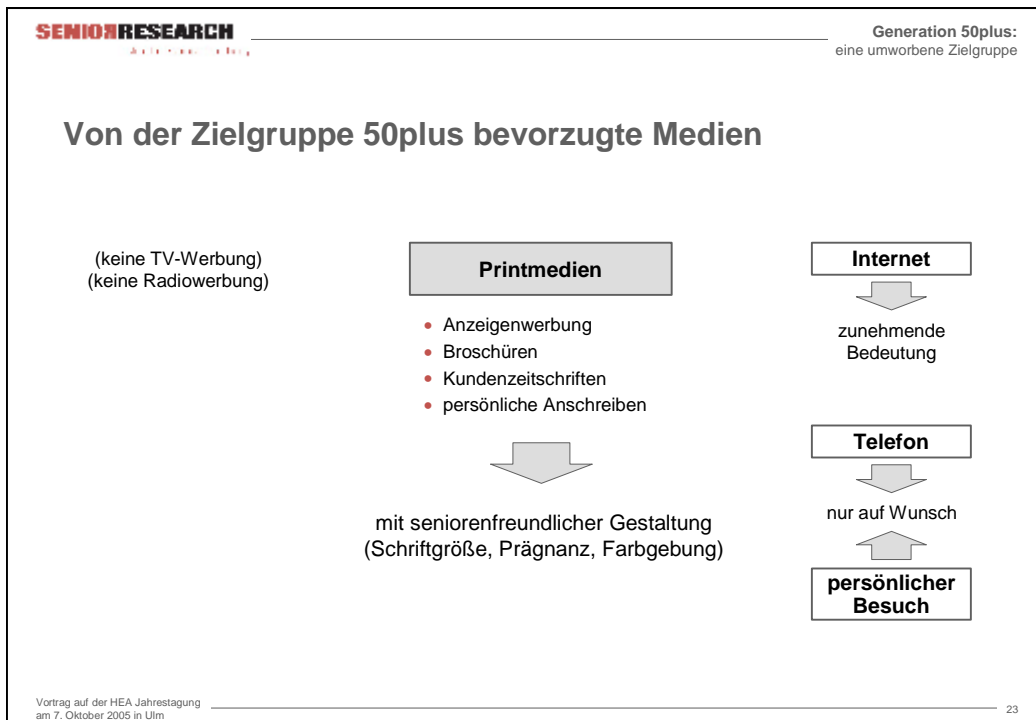 SENIORRESEARCH
Generation 50plus:
eine umworbene Zielgruppe
Von der Zielgruppe 50plus bevorzugte Medien
(keine TV-Werbung)
(keine Radiowerbung)
Printmedien
• Anzeigenwerbung
• Broschüren
• Kundenzeitschriften
• persönliche Anschreiben
mit seniorenfreundlicher Gestaltung
(Schriftgröße, Prägnanz, Farbgebung)
Internet
zunehmende
Bedeutung
Telefon
nur auf Wunsch
persönlicher
Besuch
Vortrag auf der HEA Jahrestagung
am 7. Oktober 2005 in Ulm
23